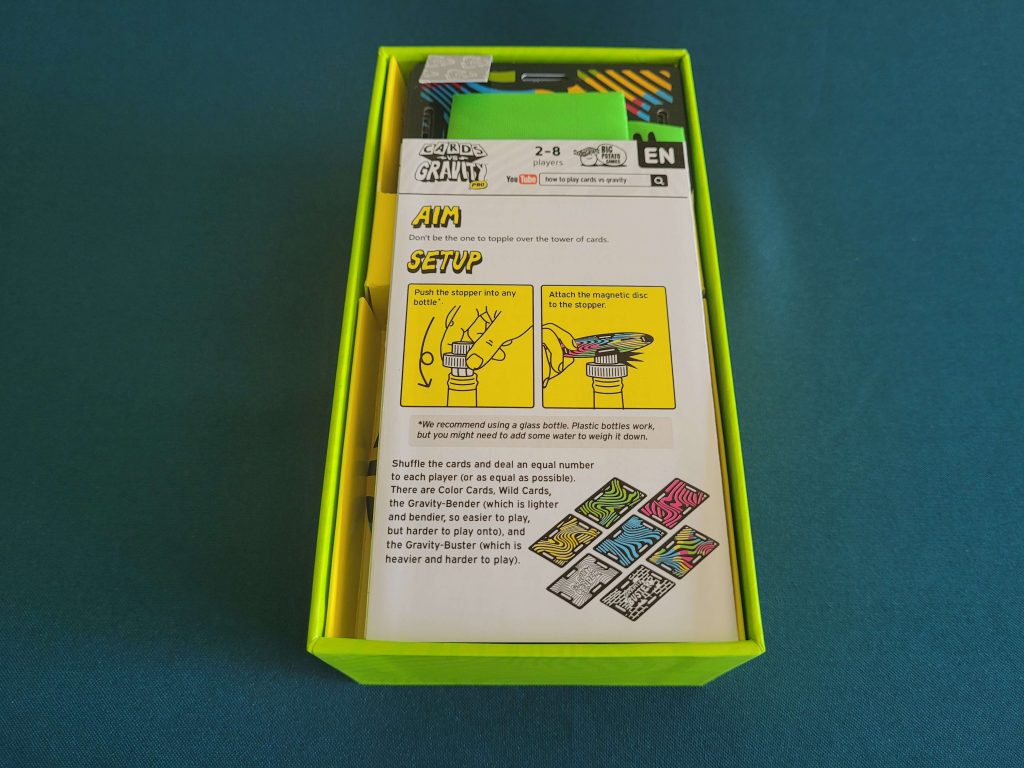 CARDS
VS
GRAVITY
PRO
2-8
players
BIG
POTATO
GAMES
EN
YouTube how to play cards vs gravity
AIM
Don't be the one to topple over the tower of cards.
SETUP
Push the stopper into any
bottle*.
Attach the magnetic disc
to the stopper.
*We recommend using a glass bottle. Plastic bottles work,
but you might need to add some water to weigh it down.
Shuffle the cards and deal an equal number
to each player (or as equal as possible).
There are Color Cards, Wild Cards,
the Gravity-Bender (which is lighter
and bendier, so easier to play,
but harder to play onto), and
the Gravity-Buster (which is
heavier and harder to play).